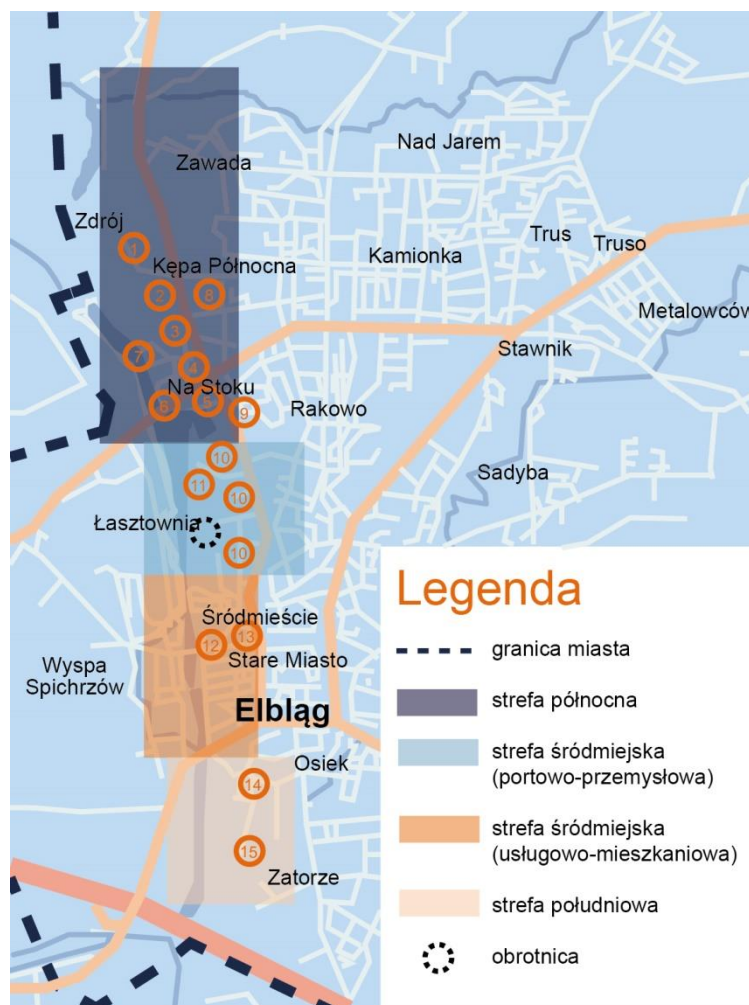 Nad Jarem
Zawada
Zdrój
Trus
Truso
1
Kępa Północna
Kamionka
2
8
Metalowców
3
7
4
Stawnik
Na Stoku
6
5
9
Rakowo
10
Sadyba
11
10
Łasztownia
10
Śródmieście
12
13
Stare Miasto
Wyspa
Spichrzów
Elbląg
Osiek
14
15
Zatorze
Legenda
granica miasta
strefa północna
strefa śródmiejska
(portowo-przemysłowa)
strefa śródmiejska
(usługowo-mieszkaniowa)
strefa południowa
obrotnica